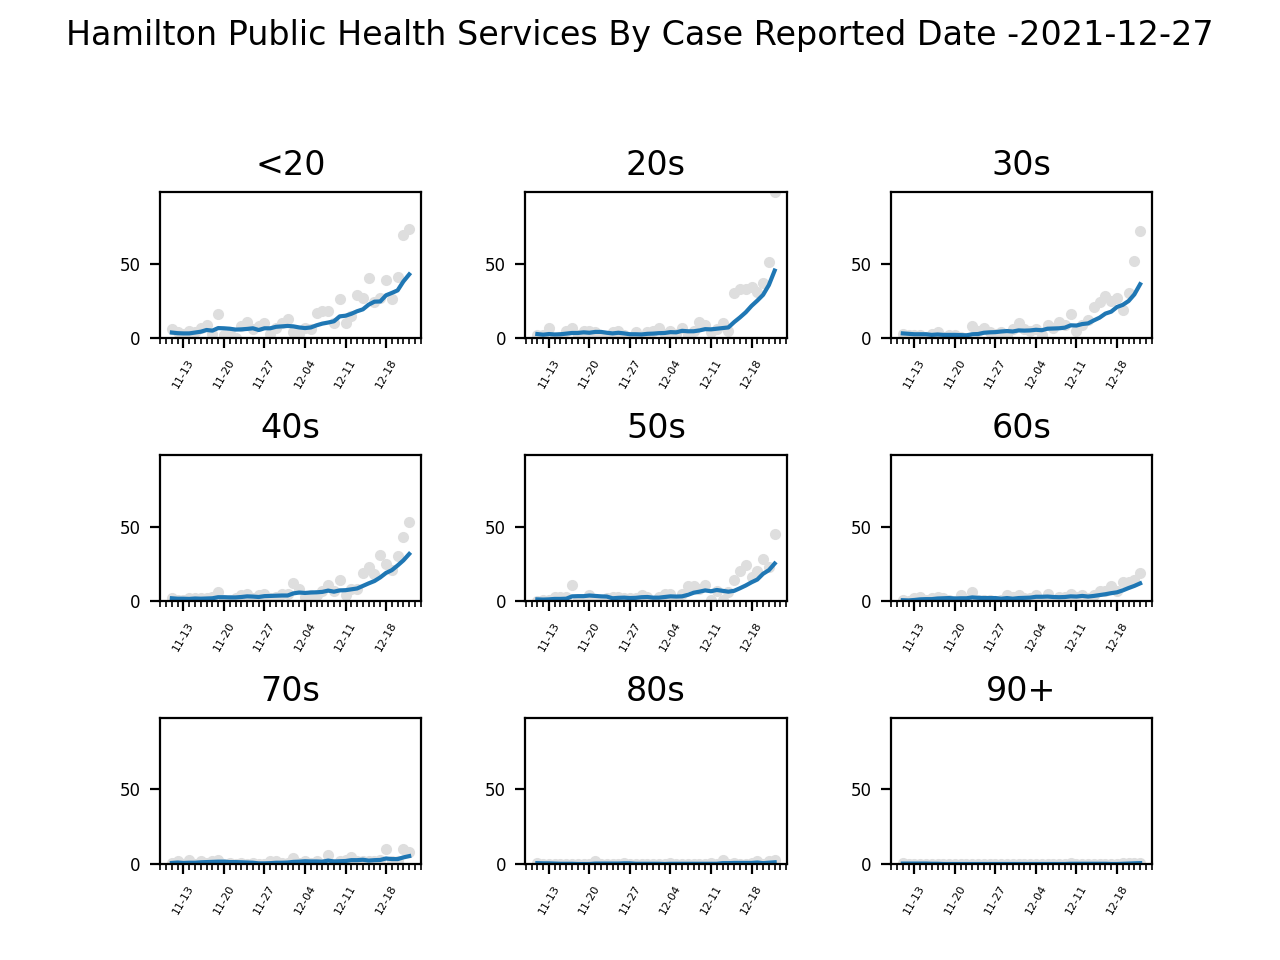 Hamilton Public Health Services By Case Reported Date -2021-12-27
<20 20s 30s
50 50 50
0 0 0
11-13 11-20 11-27 12-04 12-11 12-18 11-13 11-20 11-27 12-04 12-11 12-18 11-13 11-20 11-27 12-04 12-11 12-18
40s 50s 60s
50 50 50
0 0 0
11-13 11-20 11-27 12-04 12-11 12-18 11-13 11-20 11-27 12-04 12-11 12-18 11-13 11-20 11-27 12-04 12-11 12-18
70s 80s 90+
50 50 50
0 0 0
11-13 11-20 11-27 12-04 12-11 12-18 11-13 11-20 11-27 12-04 12-11 12-18 11-13 11-20 11-27 12-04 12-11 12-18